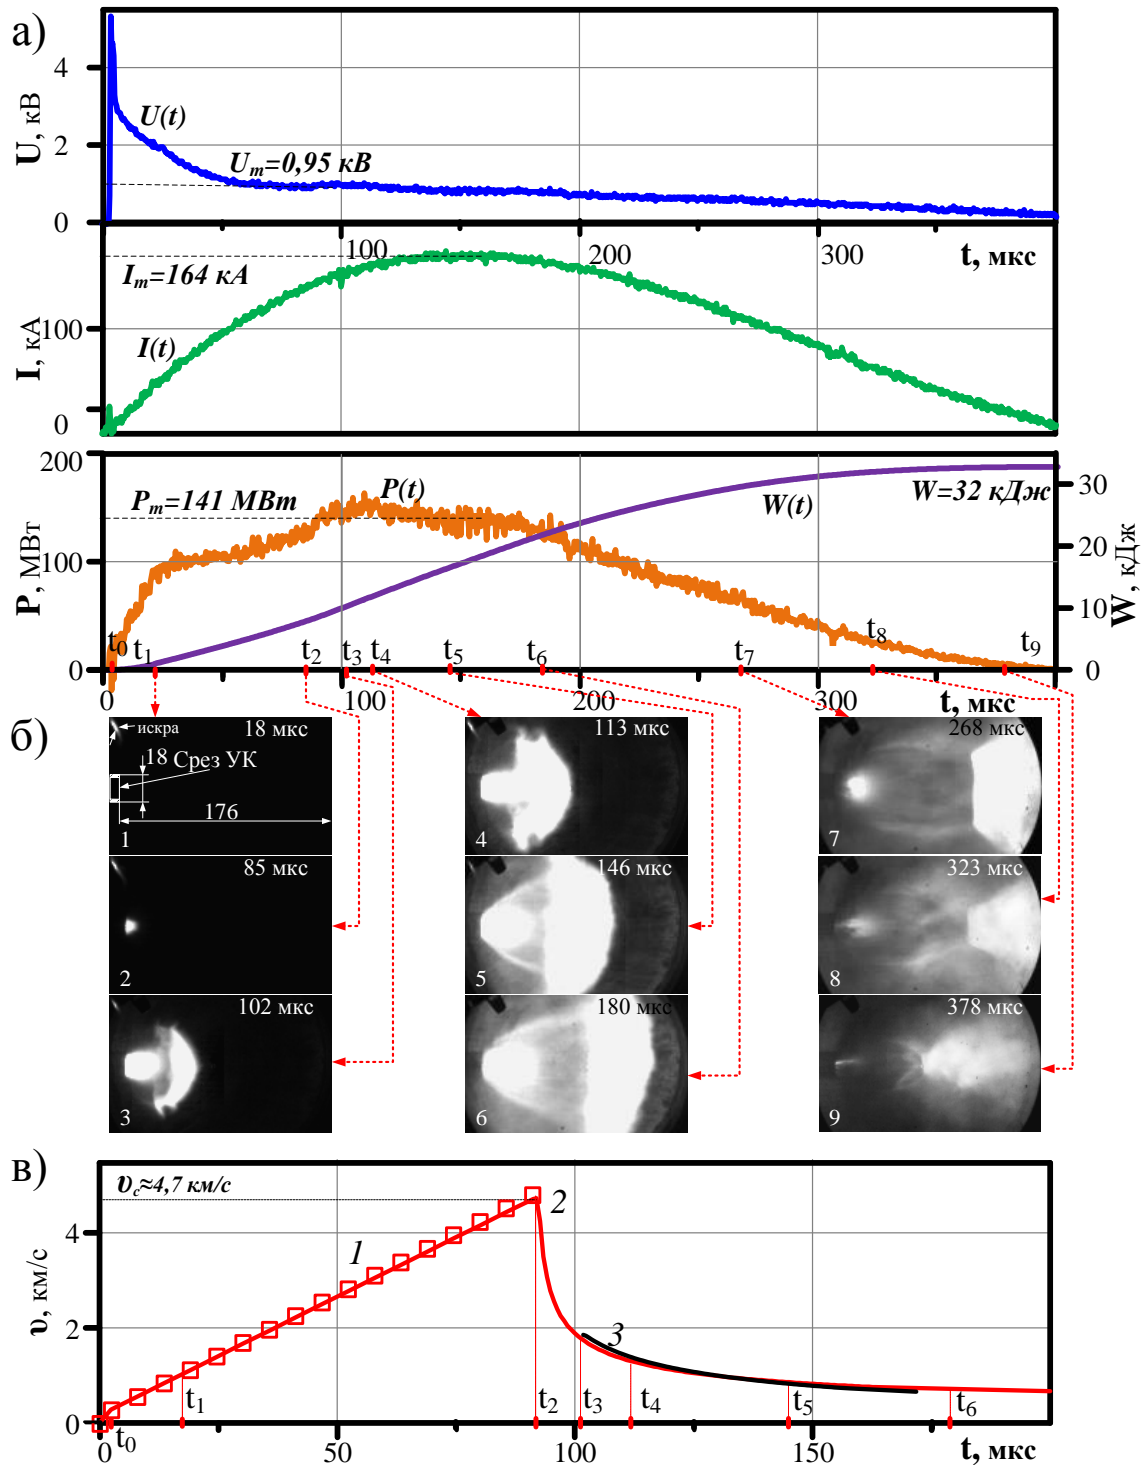 а)
U, кВ
4
2
0
U(t)
Uₘ=0,95 кВ
100
200
300
t, мкс
I, кА
100
0
Iₘ=164 кА
I(t)
P, МВт
200
100
0
Pₘ=141 МВт
P(t)
W(t)
W=32 кДж
30
20
10
0
W, кДж
t₀
t₁
t₂
t₃
t₄
t₅
t₆
t₇
t₈
t₉
0
100
200
300
t, мкс
б)
искра
18 мкс
18
Срез УК
176
1
113 мкс
4
268 мкс
7
85 мкс
2
146 мкс
5
323 мкс
8
102 мкс
3
180 мкс
6
378 мкс
9
в)
υ, км/с
4
2
0
υc≈4,7 км/с
1
2
3
t₀
t₁
t₂
t₃
t₄
t₅
t₆
0
50
100
150
t, мкс